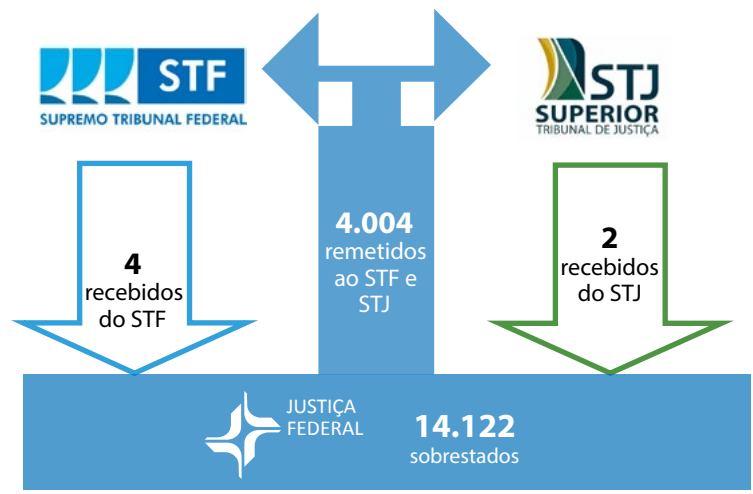 STF
SUPREMO TRIBUNAL FEDERAL
STJ
SUPERIOR
TRIBUNAL DE JUSTIÇA
4
recebidos
do STF
4.004
remetidos
ao STF e
STJ
2
recebidos
do STJ
JUSTIÇA
FEDERAL
14.122
sobrestados